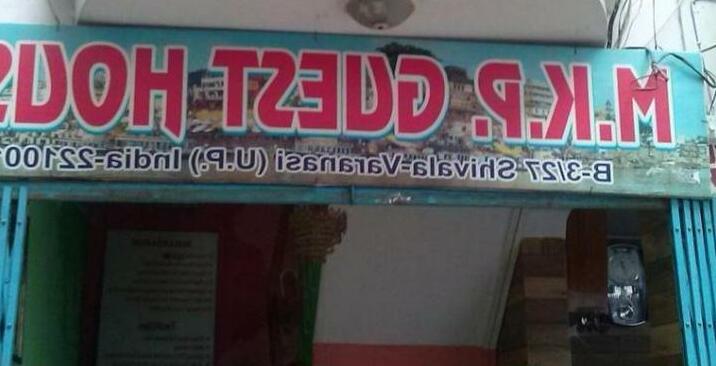 M.K.P. GUEST HOUS
B-3/27 Shivala-Varanasi (U.P.) India-22100